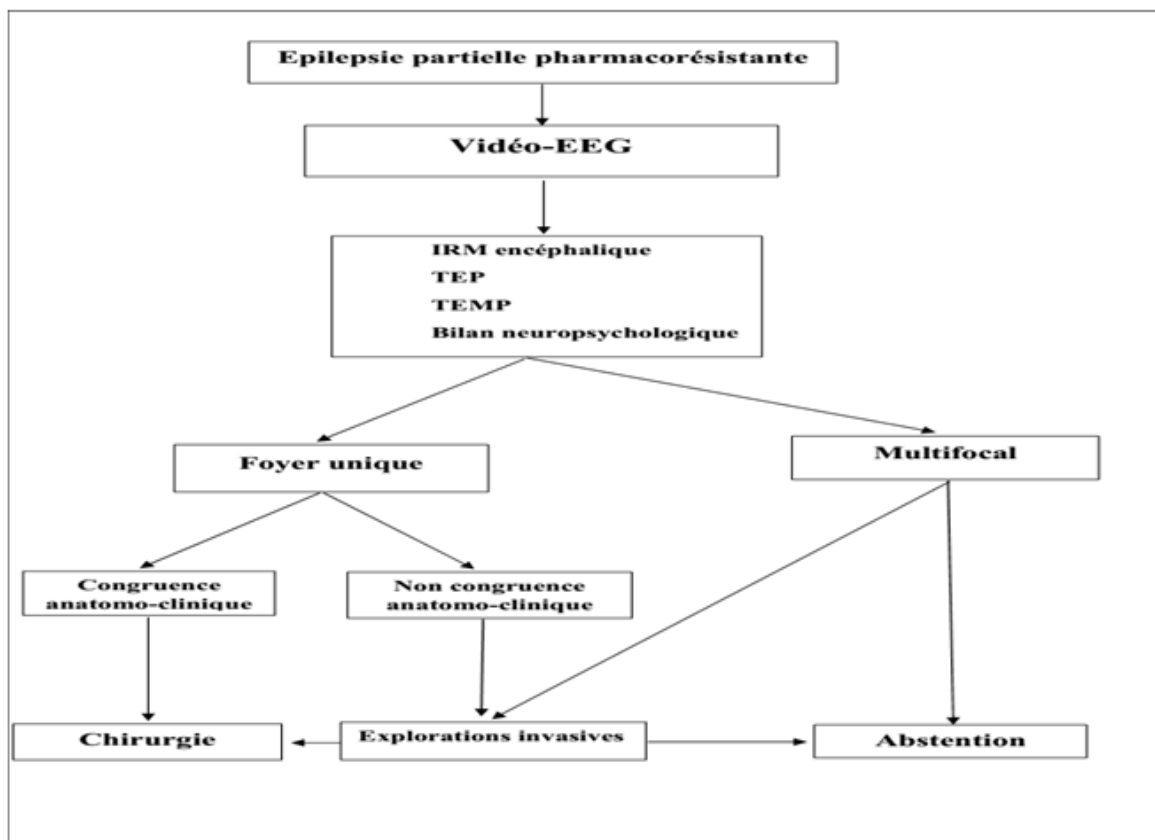 Epilepsie partielle pharmacorésistante
Vidéo-EEG
IRM encéphalique
TEP
TEMP
Bilan neuropsychologique
Foyer unique
Multifocal
Congruence
anatomo-clinique
Non congruence
anatomo-clinique
Chirurgie
Explorations invasives
Abstention